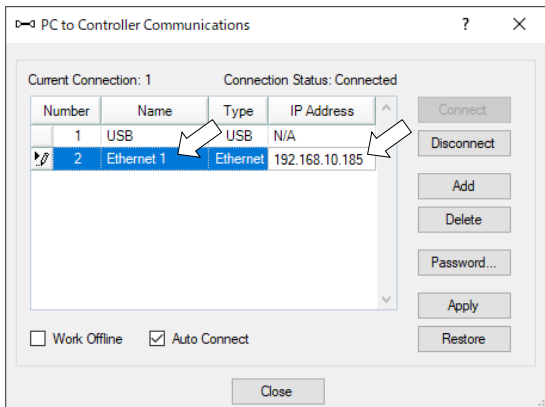 PC to Controller Communications ?
Current Connection: 1 Connection Status: Connected
Number Name Type IP Address
1 USB USB N/A
2 Ethernet 1 Ethernet 192.168.10.185
Connect
Disconnect
Add
Delete
Password...
Apply
Restore
Work Offline Auto Connect
Close